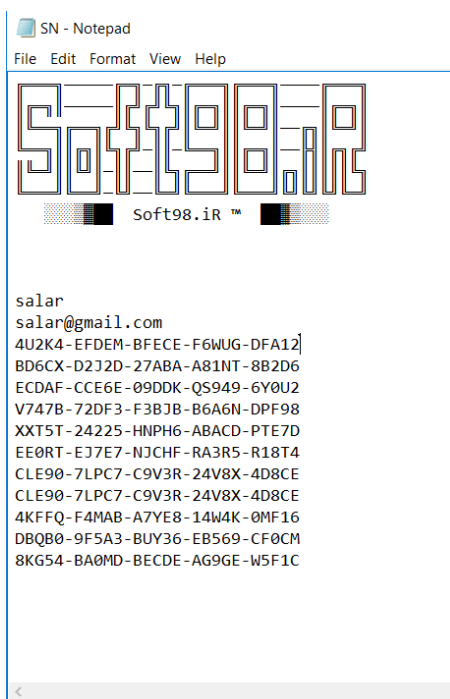 SN - Notepad
File Edit Format View Help
Soft98.iR
Soft98.iR ™
salar
salar@gmail.com
4U2K4-EFDEM-BFECE-F6WUG-DFA12
BD6CX-D2J2D-27ABA-A81NT-8B2D6
ECDAF-CCE6E-09DDK-QS949-6Y0U2
V747B-72DF3-F3BJB-B6A6N-DPF98
XXT5T-24225-HNPH6-ABACD-PTE7D
EE0RT-EJ7E7-NJCHF-RA3R5-R18T4
CLE90-7LPC7-C9V3R-24V8X-4D8CE
CLE90-7LPC7-C9V3R-24V8X-4D8CE
4KFFQ-F4MAB-A7YE8-14W4K-0MF16
DBQB0-9F5A3-BUY36-EB569-CF0CM
8KG54-BA0MD-BECDE-AG9GE-W5F1C